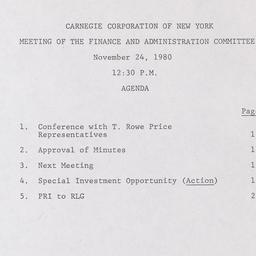 CARNEGIE CORPORATION OF NEW YORK
MEETING OF THE FINANCE AND ADMINISTRATION COMMITTEE
November 24, 1980
12:30 P.M.
AGENDA
Pag
1. Conference with T. Rowe Price
Representatives 1
2. Approval of Minutes 1
3. Next Meeting 1
4. Special Investment Opportunity (Action) 1
5. PRI to RLG 2